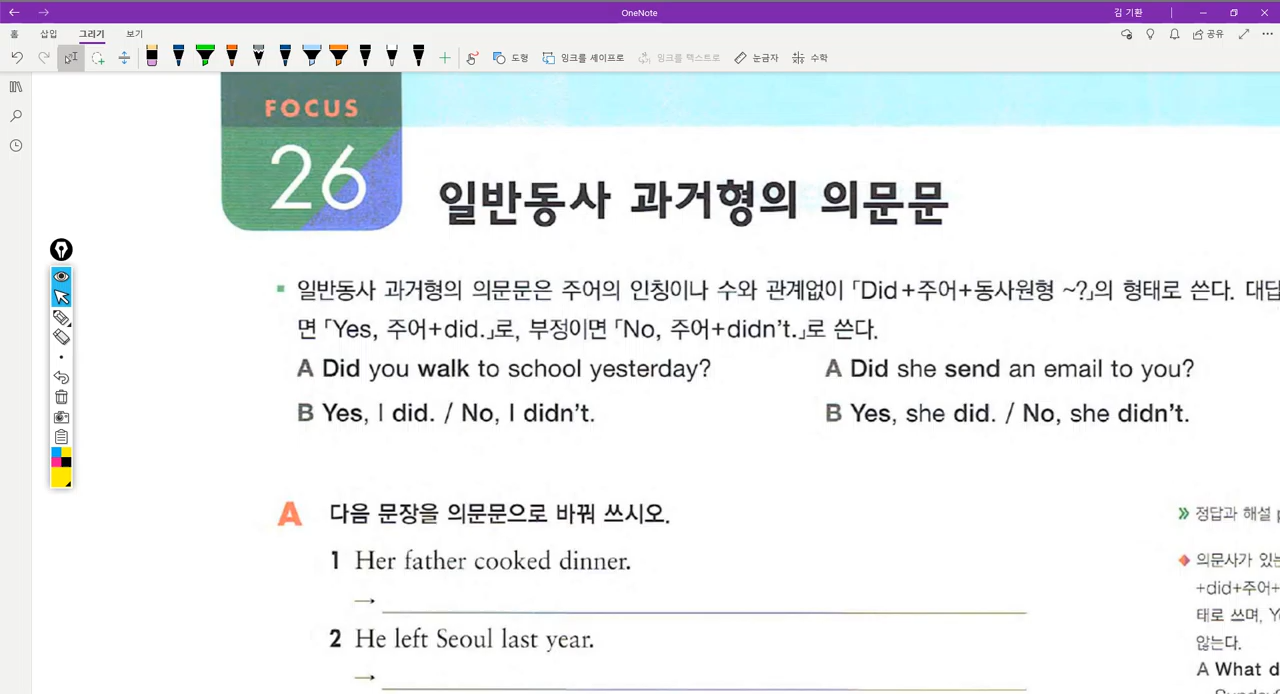 OneNote
김 기환
홈 삽입 그리기 보기
공유
도형 잉크를 셰이프로 잉크를 텍스트로 눈금자 수학
FOCUS
26
일반동사 과거형의 의문문
일반동사 과거형의 의문문은 주어의 인칭이나 수와 관계없이 「Did+주어+동사원형 ~?」의 형태로 쓴다. 대답
면 「Yes, 주어+did.」로, 부정이면 「No, 주어+didn't.」로 쓴다.
A Did you walk to school yesterday?
B Yes, I did. / No, I didn't.
A Did she send an email to you?
B Yes, she did. / No, she didn't.
A 다음 문장을 의문문으로 바꿔 쓰시오.
1 Her father cooked dinner.
→
2 He left Seoul last year.
→
» 정답과 해설
의문사가 있는
+did+주어+
태로 쓰며,
않는다.
A What